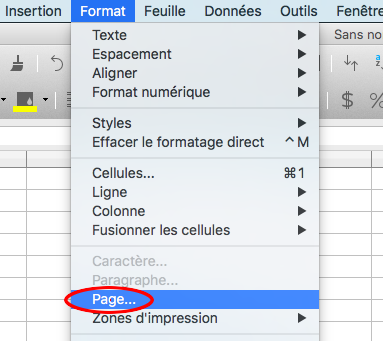 Insertion Format Feuille Données Outils Fenêtre
Sans no
Texte
Espacement
Aligner
Format numérique
$ %
Styles
Effacer le formatage direct ^M
Cellules... ⌘1
Ligne
Colonne
Fusionner les cellules
Caractère...
Paragraphe...
Page...
Zones d'impression